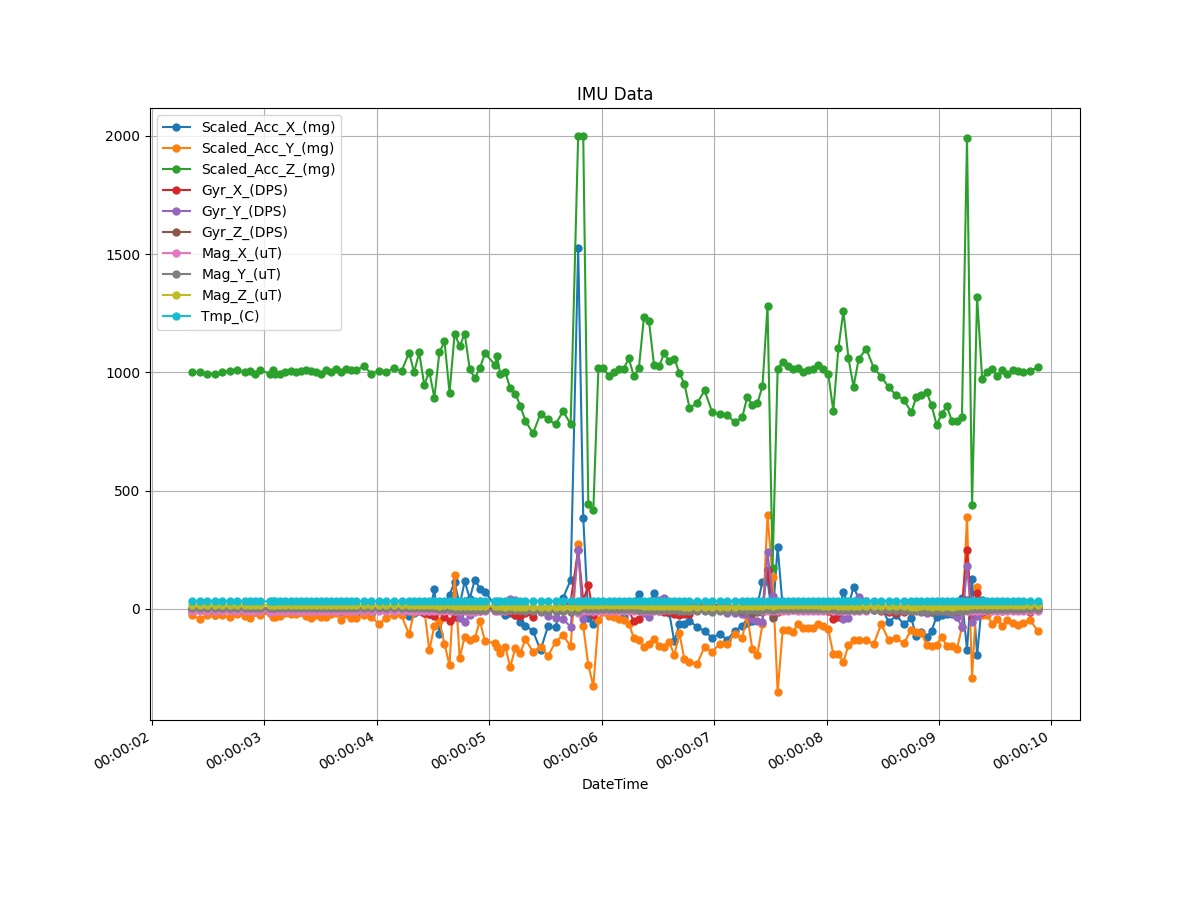 IMU Data
Scaled_Acc_X_(mg)
Scaled_Acc_Y_(mg)
Scaled_Acc_Z_(mg)
Gyr_X_(DPS)
Gyr_Y_(DPS)
Gyr_Z_(DPS)
Mag_X_(uT)
Mag_Y_(uT)
Mag_Z_(uT)
Tmp_(C)
2000
1500
1000
500
0
00:00:02
00:00:03
00:00:04
00:00:05
00:00:06
00:00:07
00:00:08
00:00:09
00:00:10
DateTime